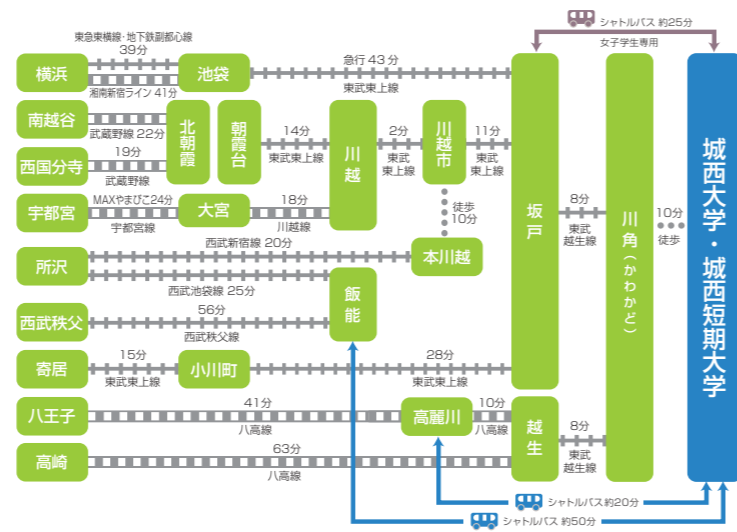 シャトルバス 約25分
女子学生専用
東急東横線・地下鉄副都心線
39分
横浜
湘南新宿ライン 41分
池袋
急行 43分
東武東上線
南越谷
武蔵野線 22分
西国分寺
19分
武蔵野線
北朝霞
朝霞台
14分
東武東上線
川越
2分
東武
東上線
川越市
11分
東武
東上線
宇都宮
MAXやまびこ24分
宇都宮線
大宮
18分
川越線
徒歩
10分
本川越
所沢
西武新宿線 20分
西武池袋線 25分
飯能
西武秩父
56分
西武秩父線
寄居
15分
東武東上線
小川町
28分
東武東上線
坂戸
8分
東武
越生線
川角(かわかど)
10分
徒歩
城西大学・城西短期大学
八王子
41分
八高線
高麗川
10分
八高線
越生
8分
東武
越生線
高崎
63分
八高線
シャトルバス約20分
シャトルバス 約50分